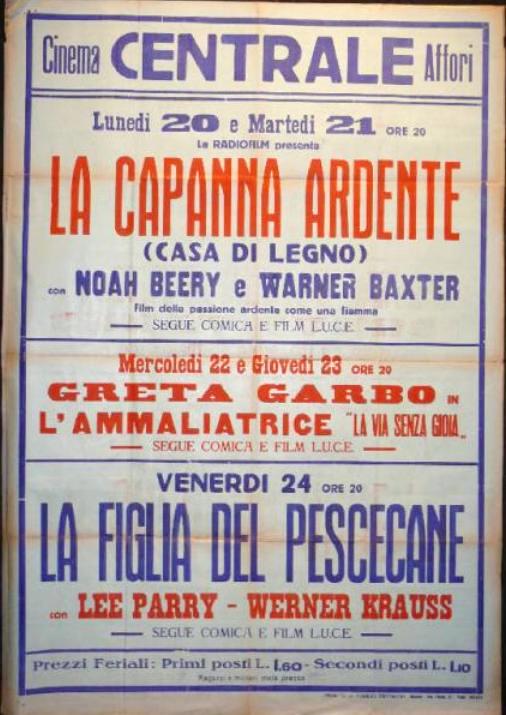 Cinema CENTRALE Affori
Lunedì 20 e Martedì 21 ORE 20
La RADIOFILM presenta
LA CAPANNA ARDENTE
(CASA DI LEGNO)
con NOAH BEERY e WARNER BAXTER
Film della passione ardente come una fiamma
SEGUE COMICA E FILM L.U.C.E.
Mercoledì 22 e Giovedì 23 ORE 20
GRETA GARBO IN
L'AMMALIATRICE "LA VIA SENZA GIOIA"
SEGUE COMICA E FILM L.U.C.E.
VENERDI 24 ORE 20
LA FIGLIA DEL PESCECANE
con LEE PARRY - WERNER KRAUSS
SEGUE COMICA E FILM L.U.C.E.
Prezzi Feriali: Primi posti L. 1,60 - Secondi posti L. 1,10
Ragazzi e militari metà prezzo